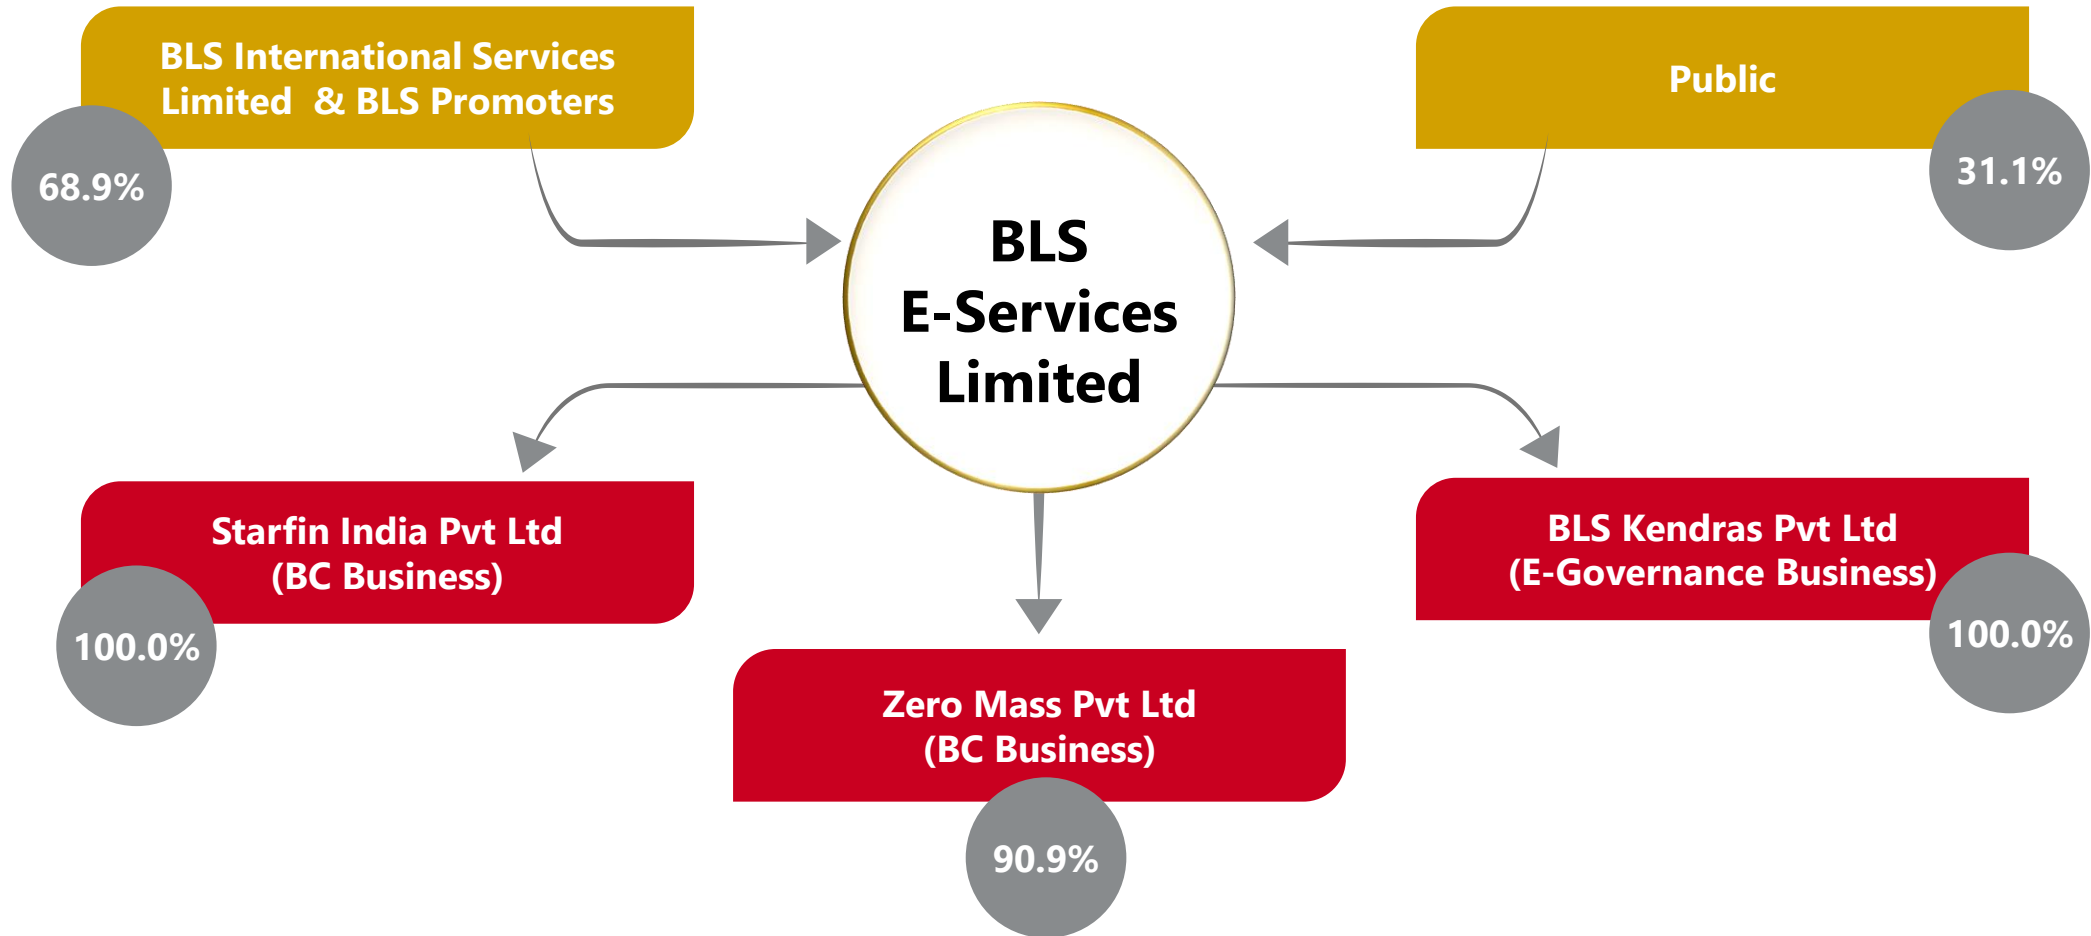 BLS International Services
Limited & BLS Promoters
68.9%
Public
31.1%
BLS
E-Services
Limited
Starfin India Pvt Ltd
(BC Business)
100.0%
BLS Kendras Pvt Ltd
(E-Governance Business)
100.0%
Zero Mass Pvt Ltd
(BC Business)
90.9%